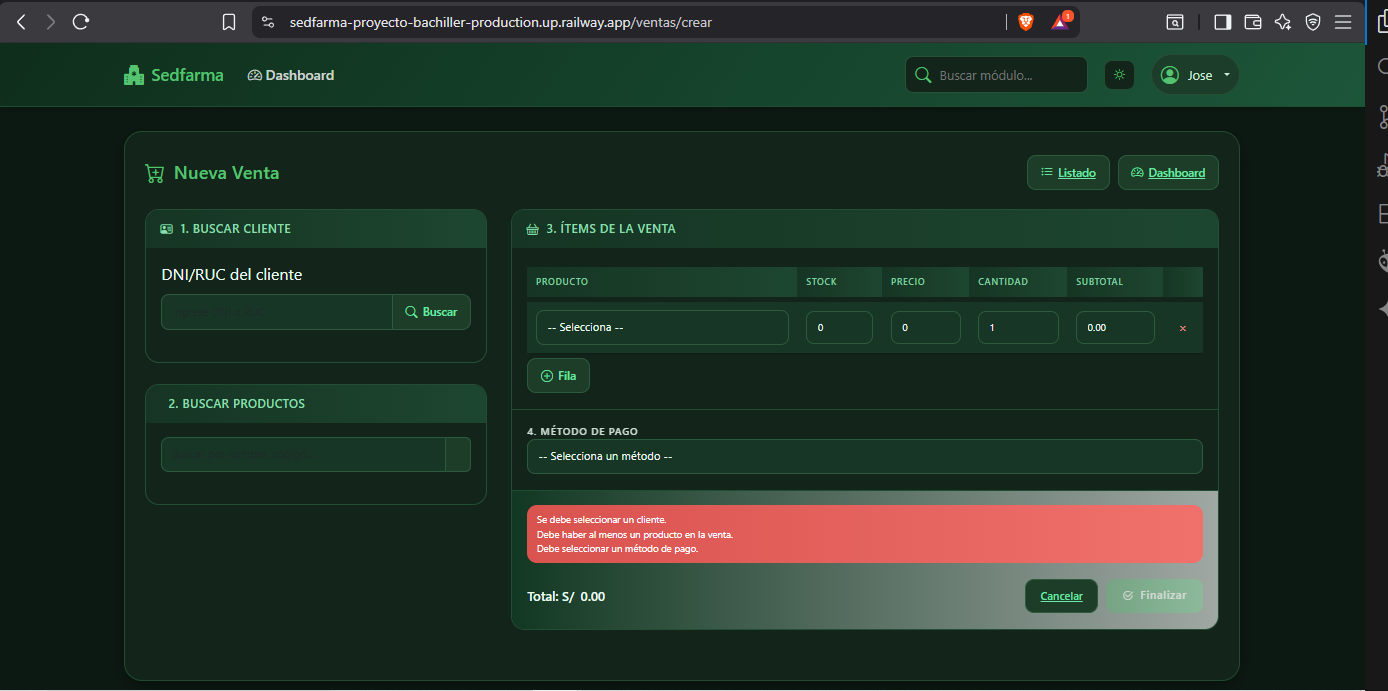 sedfarma-proyecto-bachiller-production.up.railway.app/ventas/crear
1
Sedfarma
Dashboard
Buscar módulo...
Jose
Nueva Venta
Listado
Dashboard
1. BUSCAR CLIENTE
DNI/RUC del cliente
Buscar
2. BUSCAR PRODUCTOS
3. ÍTEMS DE LA VENTA
PRODUCTO STOCK PRECIO CANTIDAD SUBTOTAL
-- Selecciona -- 0 0 1 0.00 ×
Fila
4. MÉTODO DE PAGO
-- Selecciona un método --
Se debe seleccionar un cliente.
Debe haber al menos un producto en la venta.
Debe seleccionar un método de pago.
Total: S/ 0.00
Cancelar
Finalizar